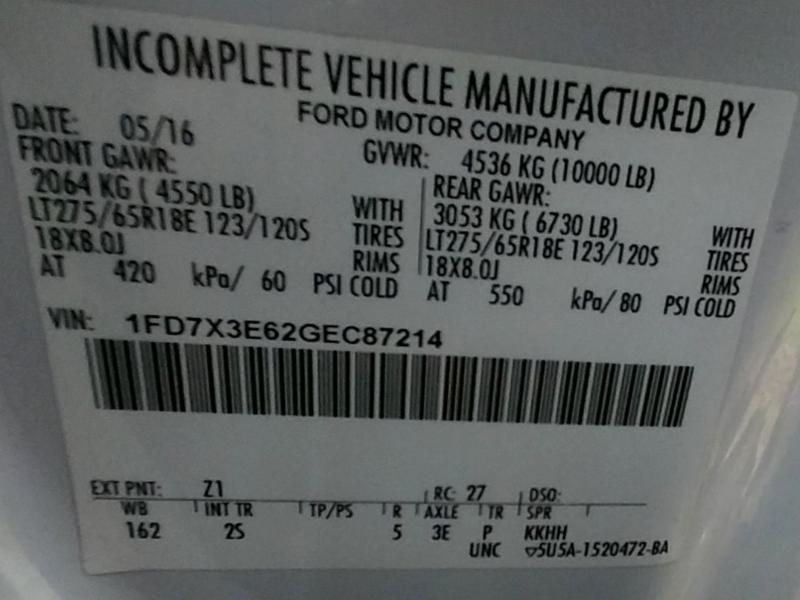 INCOMPLETE VEHICLE MANUFACTURED BY
FORD MOTOR COMPANY
DATE: 05/16 GVWR: 4536 KG (10000 LB)
FRONT GAWR: REAR GAWR:
2064 KG ( 4550 LB) WITH 3053 KG ( 6730 LB) WITH
LT275/65R18E 123/120S TIRES LT275/65R18E 123/120S TIRES
18X8.0J RIMS 18X8.0J RIMS
AT 420 kPa/ 60 PSI COLD AT 550 kPa/ 80 PSI COLD
VIN: 1FD7X3E62GEC87214
EXT PNT: Z1 RC: 27 DSO:
WB INT TR TP/PS R AXLE TR SPR
162 2S 5 3E P KKHH
UNC ▽5U5A-1520472-BA